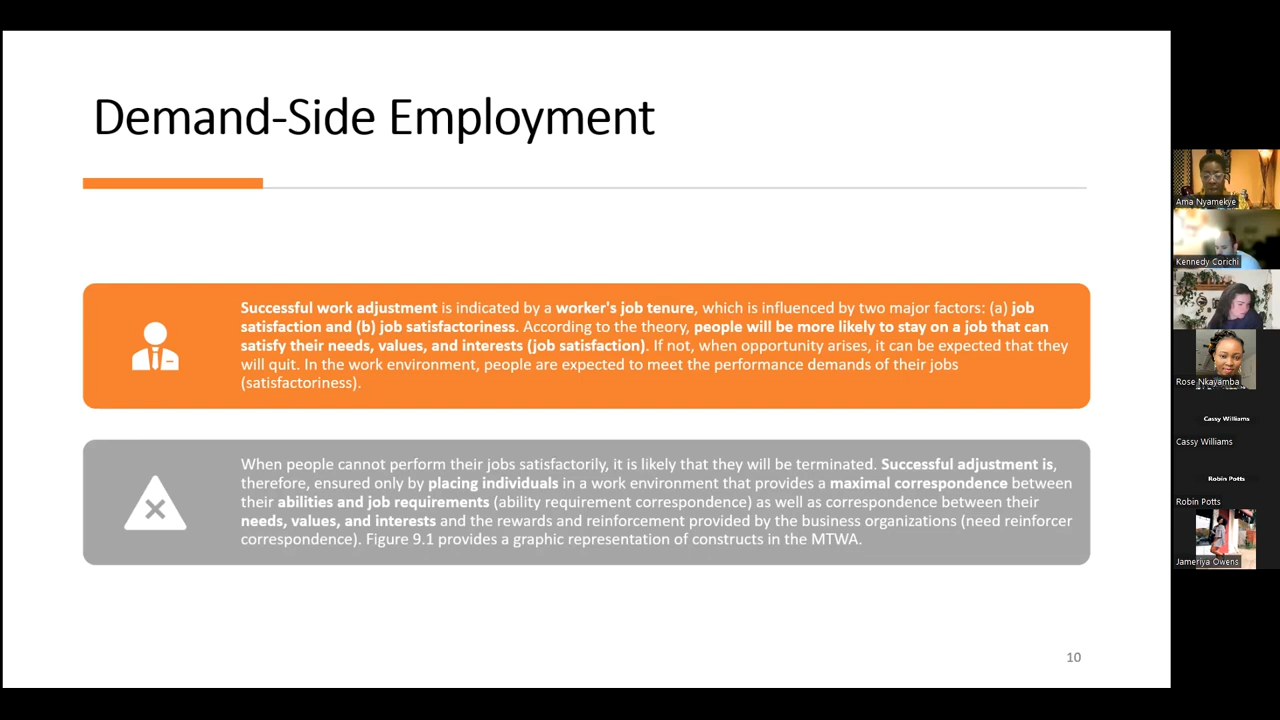 Demand-Side Employment
Successful work adjustment is indicated by a worker's job tenure, which is influenced by two major factors: (a) job
satisfaction and (b) job satisfactoriness. According to the theory, people will be more likely to stay on a job that can
satisfy their needs, values, and interests (job satisfaction). If not, when opportunity arises, it can be expected that they
will quit. In the work environment, people are expected to meet the performance demands of their jobs
(satisfactoriness).
When people cannot perform their jobs satisfactorily, it is likely that they will be terminated. Successful adjustment is,
therefore, ensured only by placing individuals in a work environment that provides a maximal correspondence between
their abilities and job requirements (ability requirement correspondence) as well as correspondence between their
needs, values, and interests and the rewards and reinforcement provided by the business organizations (need reinforcer
correspondence). Figure 9.1 provides a graphic representation of constructs in the MTWA.
10
Ama Nyamekye
Kennedy Corichi
Rose Nkayamba
Cassy Williams
Cassy Williams
Robin Potts
Robin Potts
Jameriya Owens